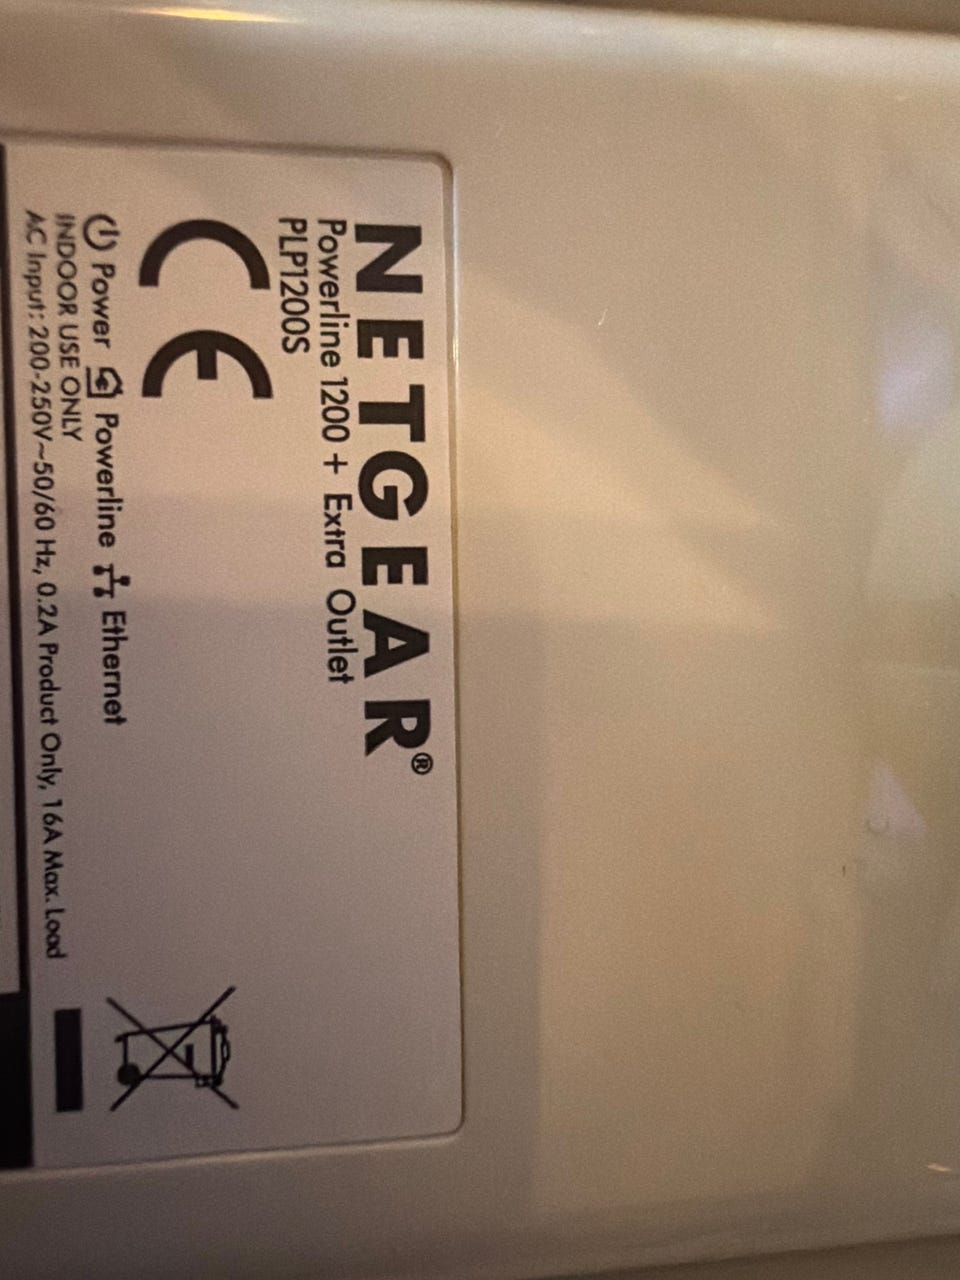 NETGEAR®
Powerline 1200 + Extra Outlet
PLP1200S
CE
Power Powerline Ethernet
INDOOR USE ONLY
AC Input: 200-250V~50/60 Hz, 0.2A Product Only, 16A Max. Load